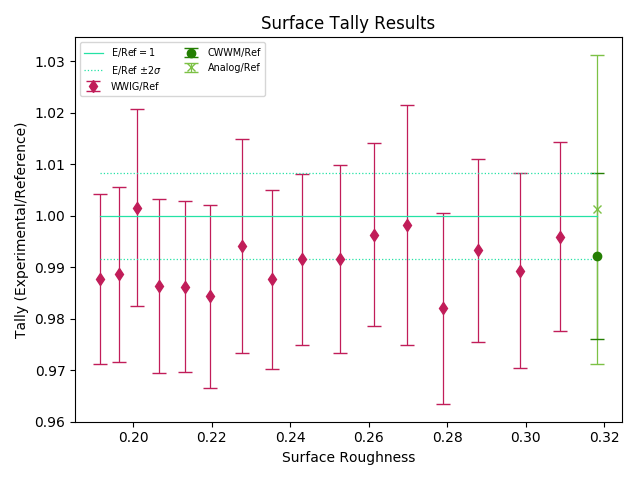 Surface Tally Results
E/Ref = 1
E/Ref ±2σ
WWIG/Ref
CWWM/Ref
Analog/Ref
Tally (Experimental/Reference)
1.03
1.02
1.01
1.00
0.99
0.98
0.97
0.96
0.20 0.22 0.24 0.26 0.28 0.30 0.32
Surface Roughness